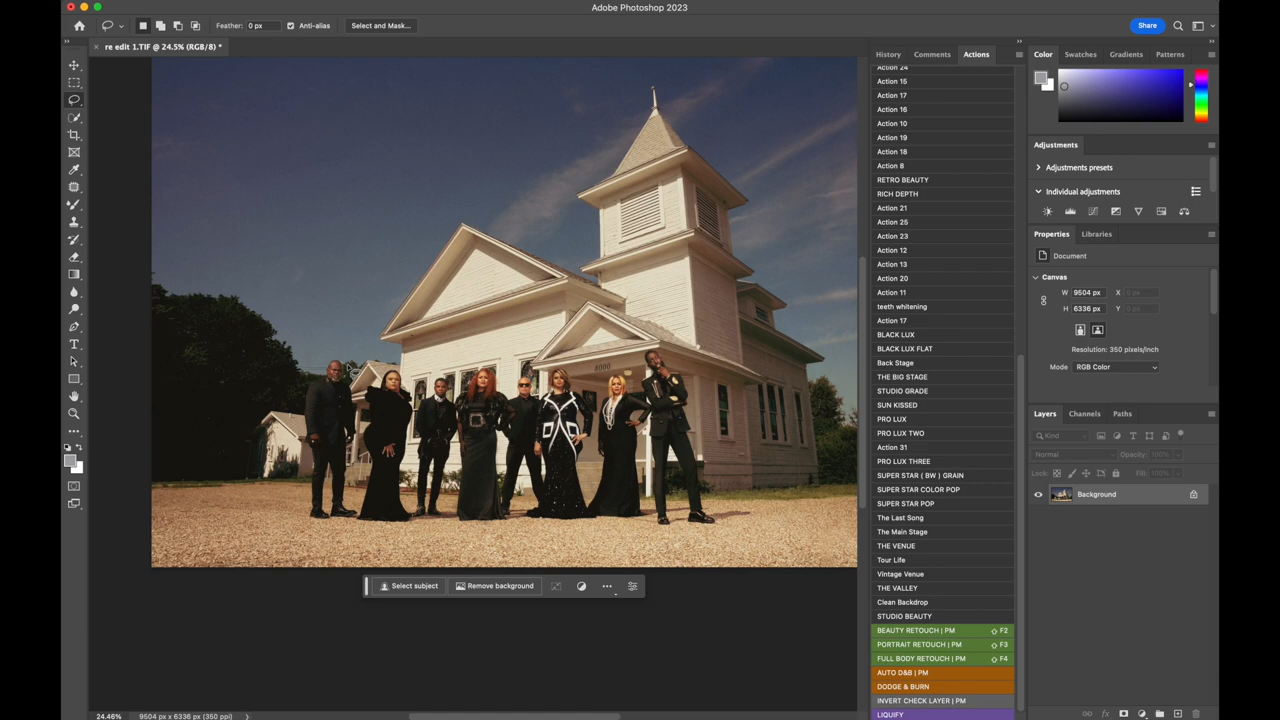 Adobe Photoshop 2023
Feather: 0 px
Anti-alias
Select and Mask...
Share
re edit 1.TIF @ 24.5% (RGB/8) *
History
Comments
Actions
Color
Swatches
Gradients
Patterns
Action 24
Action 15
Action 17
Action 16
Action 10
Action 19
Action 18
Action 8
RETRO BEAUTY
RICH DEPTH
Action 21
Action 25
Action 23
Action 12
Action 13
Action 20
Action 11
teeth whitening
Action 17
BLACK LUX
BLACK LUX FLAT
Back Stage
THE BIG STAGE
STUDIO GRADE
SUN KISSED
PRO LUX
PRO LUX TWO
Action 31
PRO LUX THREE
SUPER STAR ( BW ) GRAIN
SUPER STAR COLOR POP
SUPER STAR POP
The Last Song
The Main Stage
THE VENUE
Tour Life
Vintage Venue
THE VALLEY
Clean Backdrop
STUDIO BEAUTY
BEAUTY RETOUCH | PM F2
PORTRAIT RETOUCH | PM F3
FULL BODY RETOUCH | PM F4
AUTO D&B | PM
DODGE & BURN
INVERT CHECK LAYER | PM
LIQUIFY
Adjustments
Adjustments presets
Individual adjustments
Properties
Libraries
Document
Canvas
W 9504 px X 0 px
H 6336 px Y 0 px
Resolution: 350 pixels/inch
Mode RGB Color
Layers
Channels
Paths
Kind
Normal
Opacity: 100%
Lock:
Fill: 100%
Background
8000
Select subject
Remove background
24.46%
9504 px x 6336 px (350 ppi)